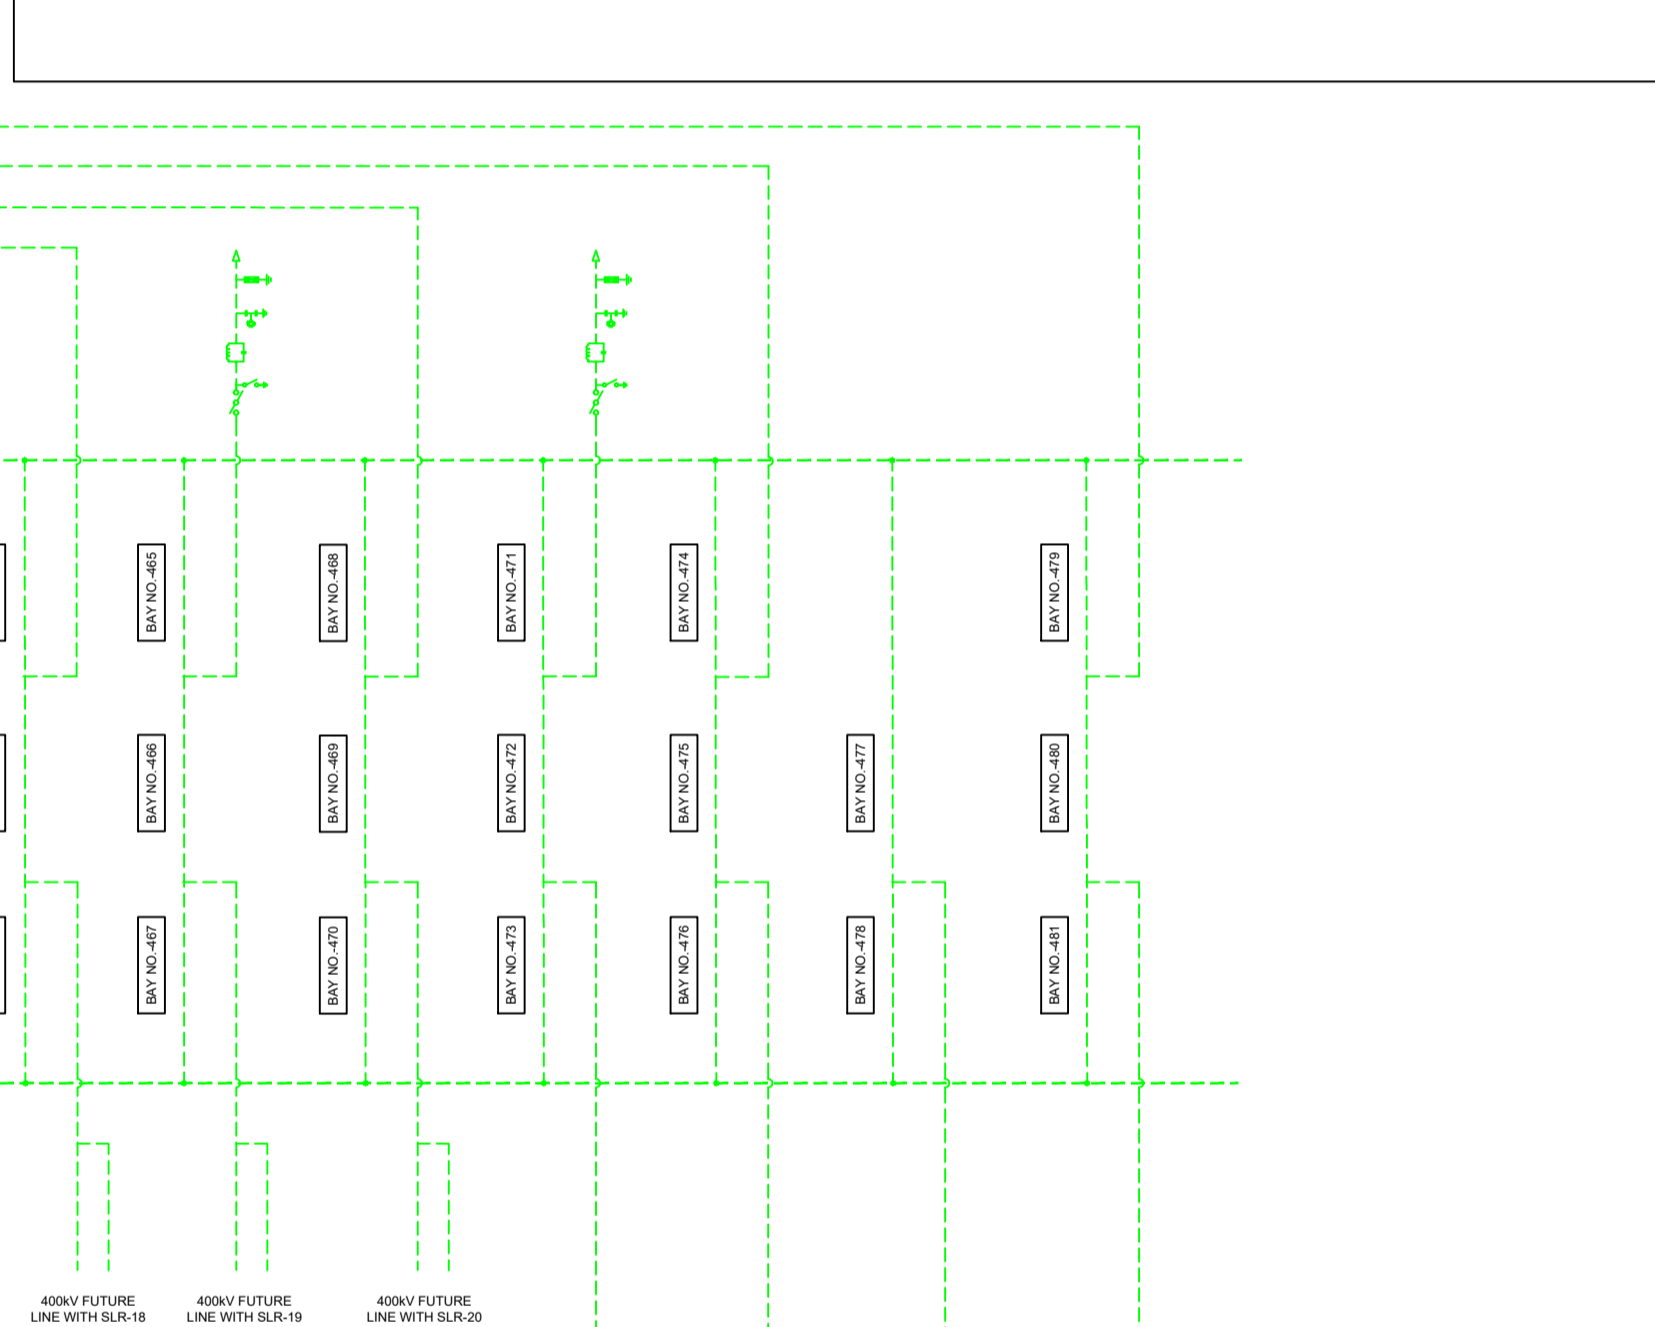 BAY NO.-465
BAY NO.-468
BAY NO.-471
BAY NO.-474
BAY NO.-479
BAY NO.-466
BAY NO.-469
BAY NO.-472
BAY NO.-475
BAY NO.-477
BAY NO.-480
BAY NO.-467
BAY NO.-470
BAY NO.-473
BAY NO.-476
BAY NO.-478
BAY NO.-481
400kV FUTURE
LINE WITH SLR-18
400kV FUTURE
LINE WITH SLR-19
400kV FUTURE
LINE WITH SLR-20